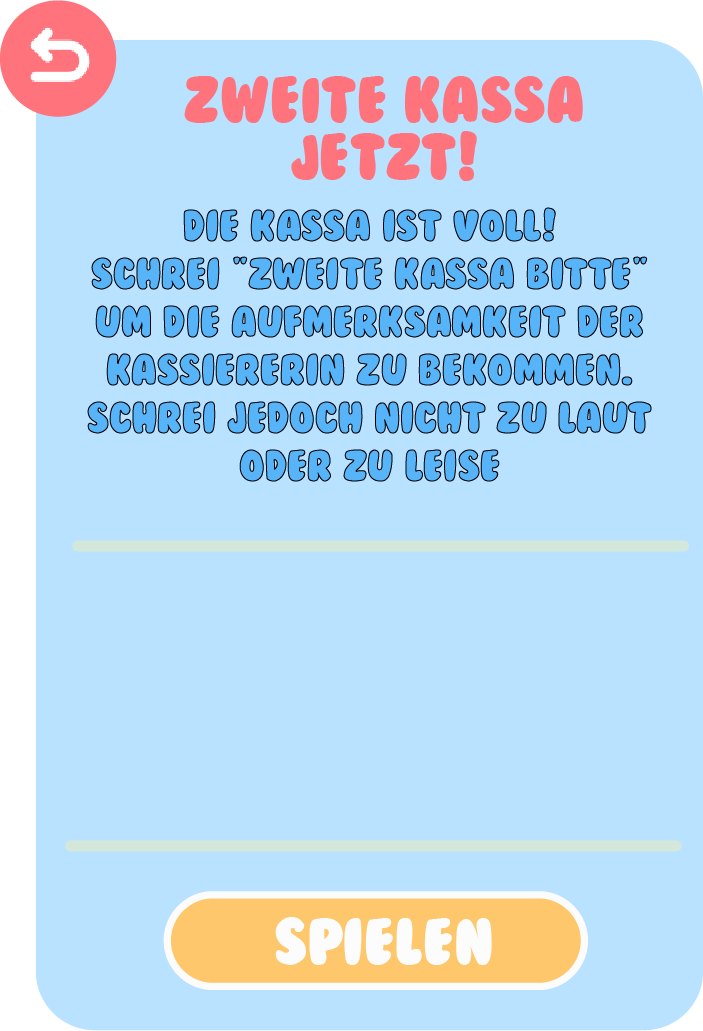 ZWEITE KASSA
JETZT!
DIE KASSA IST VOLL!
SCHREI "ZWEITE KASSA BITTE"
UM DIE AUFMERKSAMKEIT DER
KASSIERERIN ZU BEKOMMEN.
SCHREI JEDOCH NICHT ZU LAUT
ODER ZU LEISE
SPIELEN